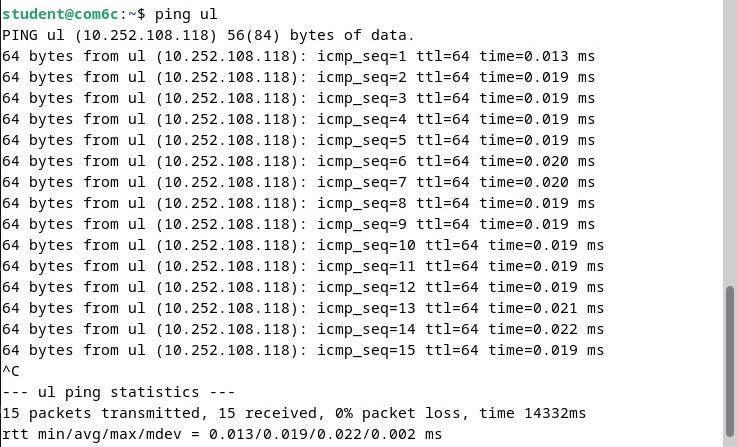 student@com6c:~$ ping ul
PING ul (10.252.108.118) 56(84) bytes of data.
64 bytes from ul (10.252.108.118): icmp_seq=1 ttl=64 time=0.013 ms
64 bytes from ul (10.252.108.118): icmp_seq=2 ttl=64 time=0.019 ms
64 bytes from ul (10.252.108.118): icmp_seq=3 ttl=64 time=0.019 ms
64 bytes from ul (10.252.108.118): icmp_seq=4 ttl=64 time=0.019 ms
64 bytes from ul (10.252.108.118): icmp_seq=5 ttl=64 time=0.019 ms
64 bytes from ul (10.252.108.118): icmp_seq=6 ttl=64 time=0.020 ms
64 bytes from ul (10.252.108.118): icmp_seq=7 ttl=64 time=0.020 ms
64 bytes from ul (10.252.108.118): icmp_seq=8 ttl=64 time=0.019 ms
64 bytes from ul (10.252.108.118): icmp_seq=9 ttl=64 time=0.019 ms
64 bytes from ul (10.252.108.118): icmp_seq=10 ttl=64 time=0.019 ms
64 bytes from ul (10.252.108.118): icmp_seq=11 ttl=64 time=0.019 ms
64 bytes from ul (10.252.108.118): icmp_seq=12 ttl=64 time=0.019 ms
64 bytes from ul (10.252.108.118): icmp_seq=13 ttl=64 time=0.021 ms
64 bytes from ul (10.252.108.118): icmp_seq=14 ttl=64 time=0.022 ms
64 bytes from ul (10.252.108.118): icmp_seq=15 ttl=64 time=0.019 ms
^C
--- ul ping statistics ---
15 packets transmitted, 15 received, 0% packet loss, time 14332ms
rtt min/avg/max/mdev = 0.013/0.019/0.022/0.002 ms